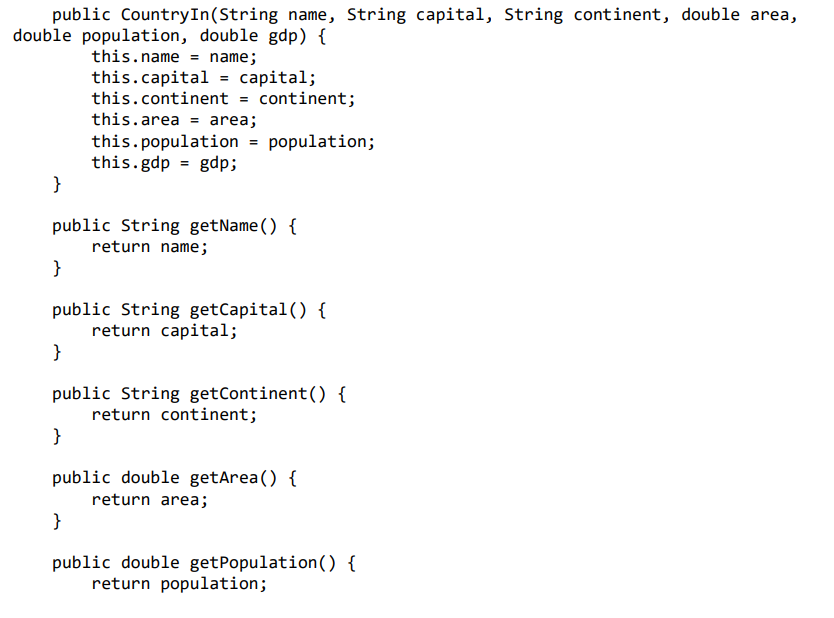 public CountryIn(String name, String capital, String continent, double area,
double population, double gdp) {
this.name = name;
this.capital = capital;
this.continent = continent;
this.area = area;
this.population = population;
this.gdp = gdp;
}
public String getName() {
return name;
}
public String getCapital() {
return capital;
}
public String getContinent() {
return continent;
}
public double getArea() {
return area;
}
public double getPopulation() {
return population;